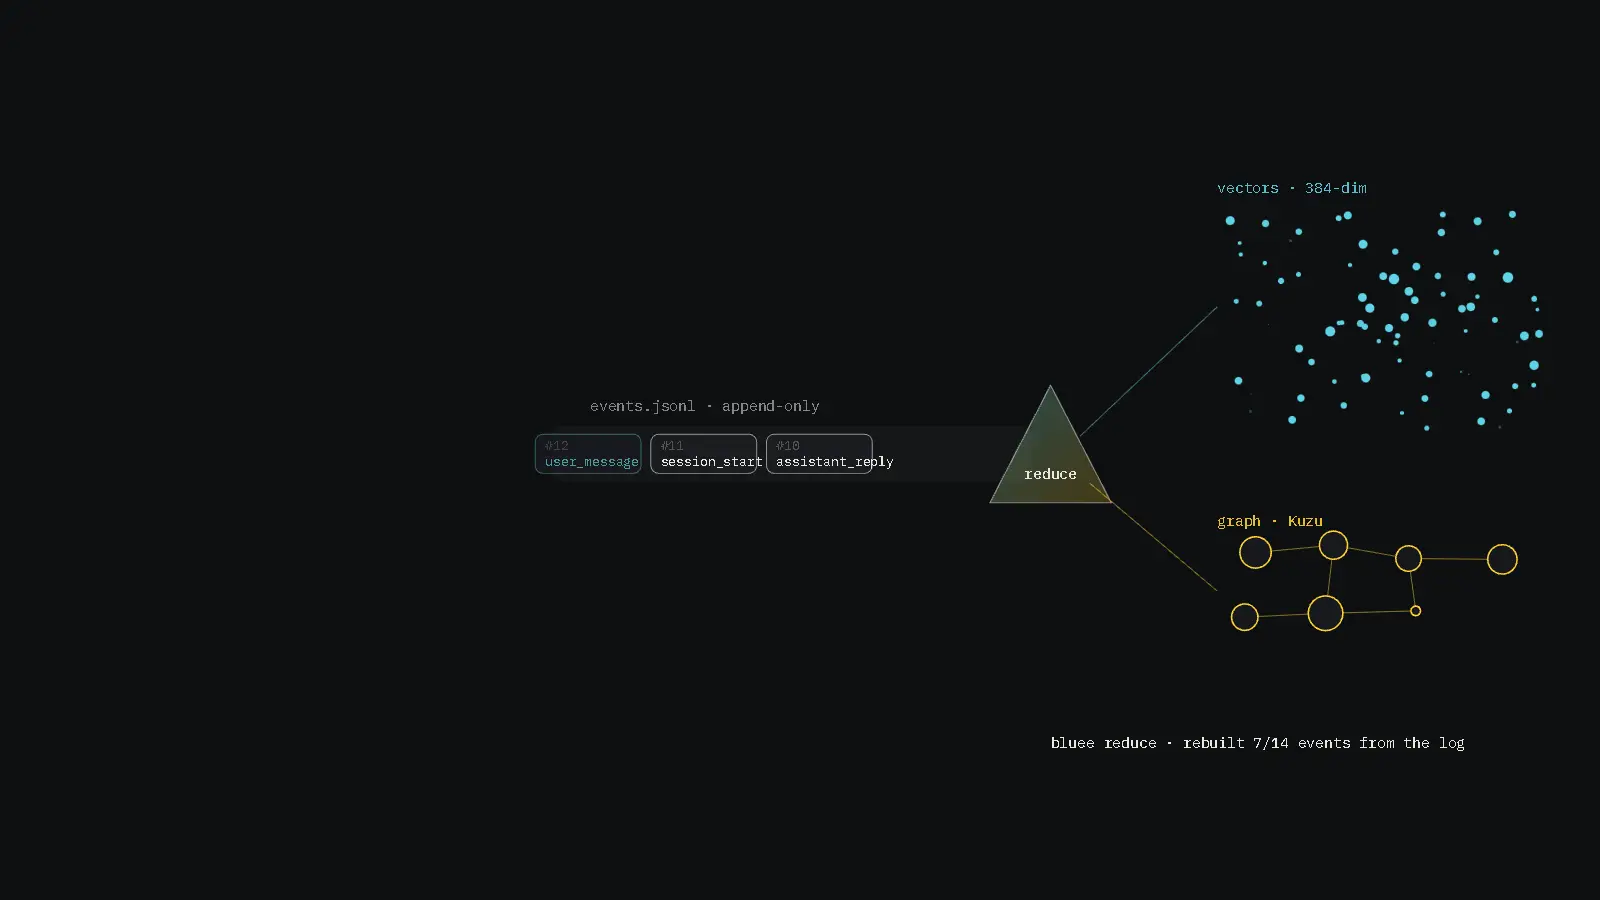 vectors · 384-dim
events.jsonl · append-only
#12
user_message
#11
session_start
#10
assistant_reply
reduce
graph · Kuzu
bluee reduce · rebuilt 7/14 events from the log